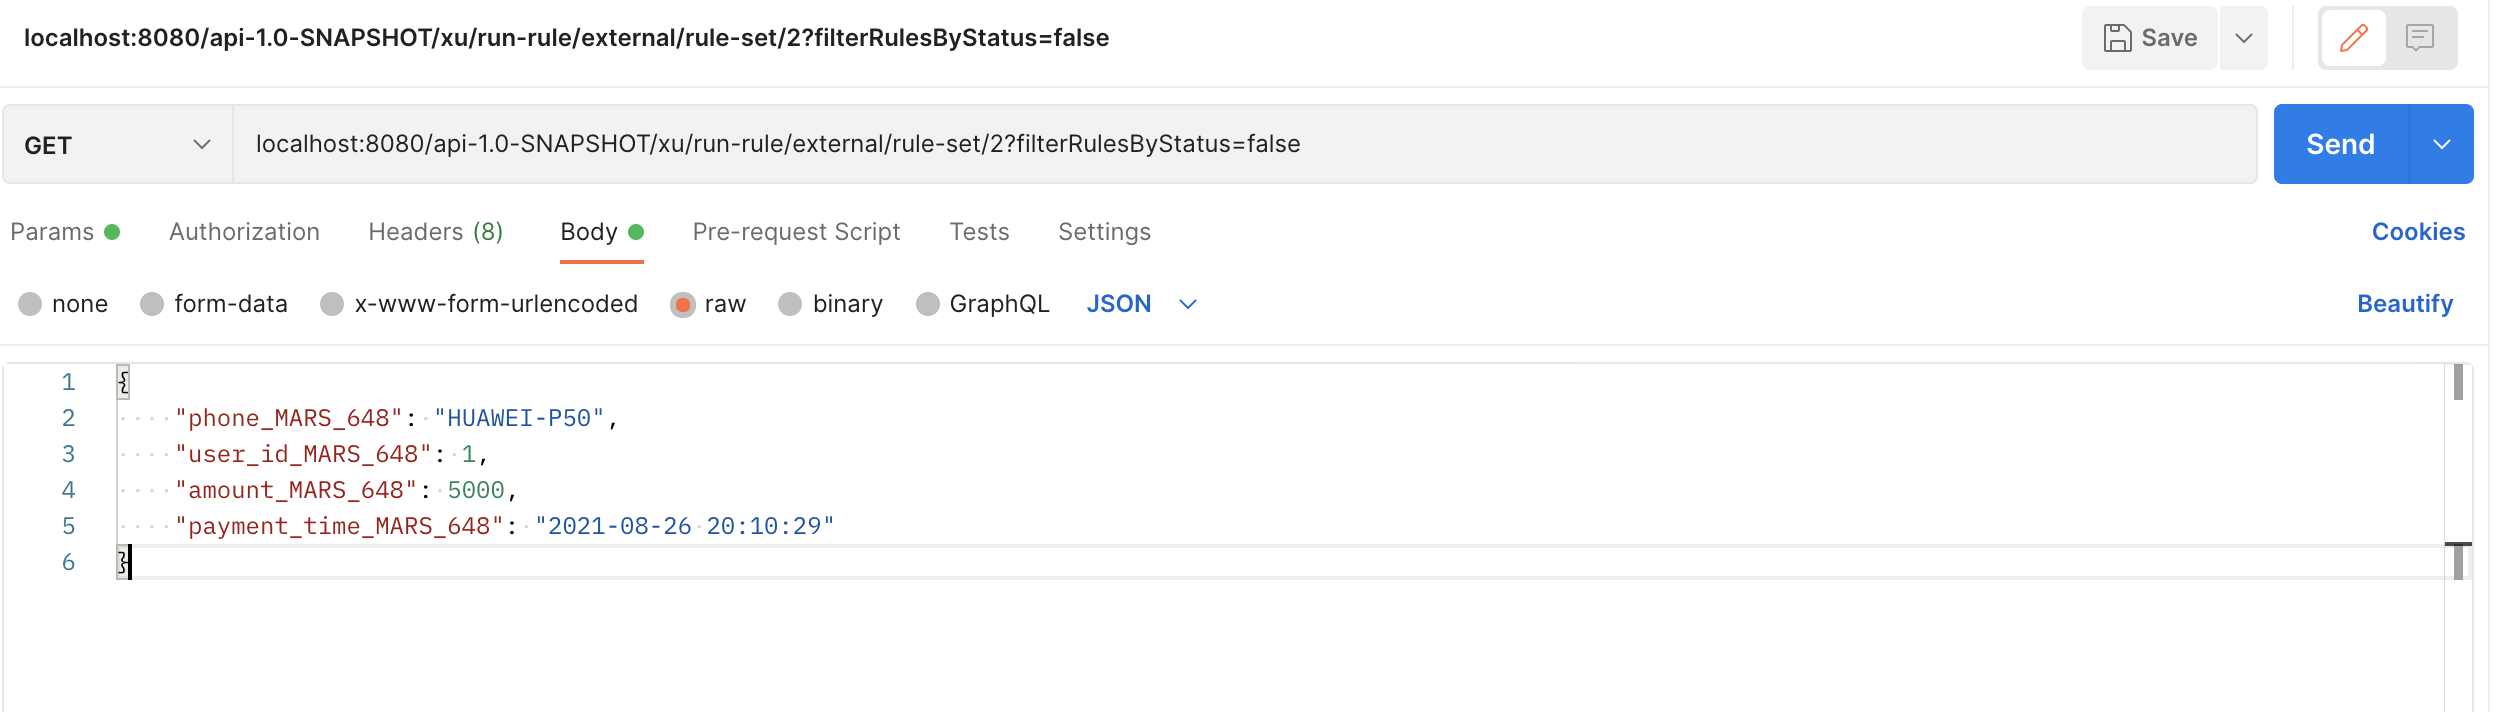 localhost:8080/api-1.0-SNAPSHOT/xu/run-rule/external/rule-set/2?filterRulesByStatus=false
Save
GET
localhost:8080/api-1.0-SNAPSHOT/xu/run-rule/external/rule-set/2?filterRulesByStatus=false
Send
Params Authorization Headers (8) Body Pre-request Script Tests Settings Cookies
none form-data x-www-form-urlencoded raw binary GraphQL JSON Beautify
1 {
2 "phone_MARS_648": "HUAWEI-P50",
3 "user_id_MARS_648": 1,
4 "amount_MARS_648": 5000,
5 "payment_time_MARS_648": "2021-08-26 20:10:29"
6 }